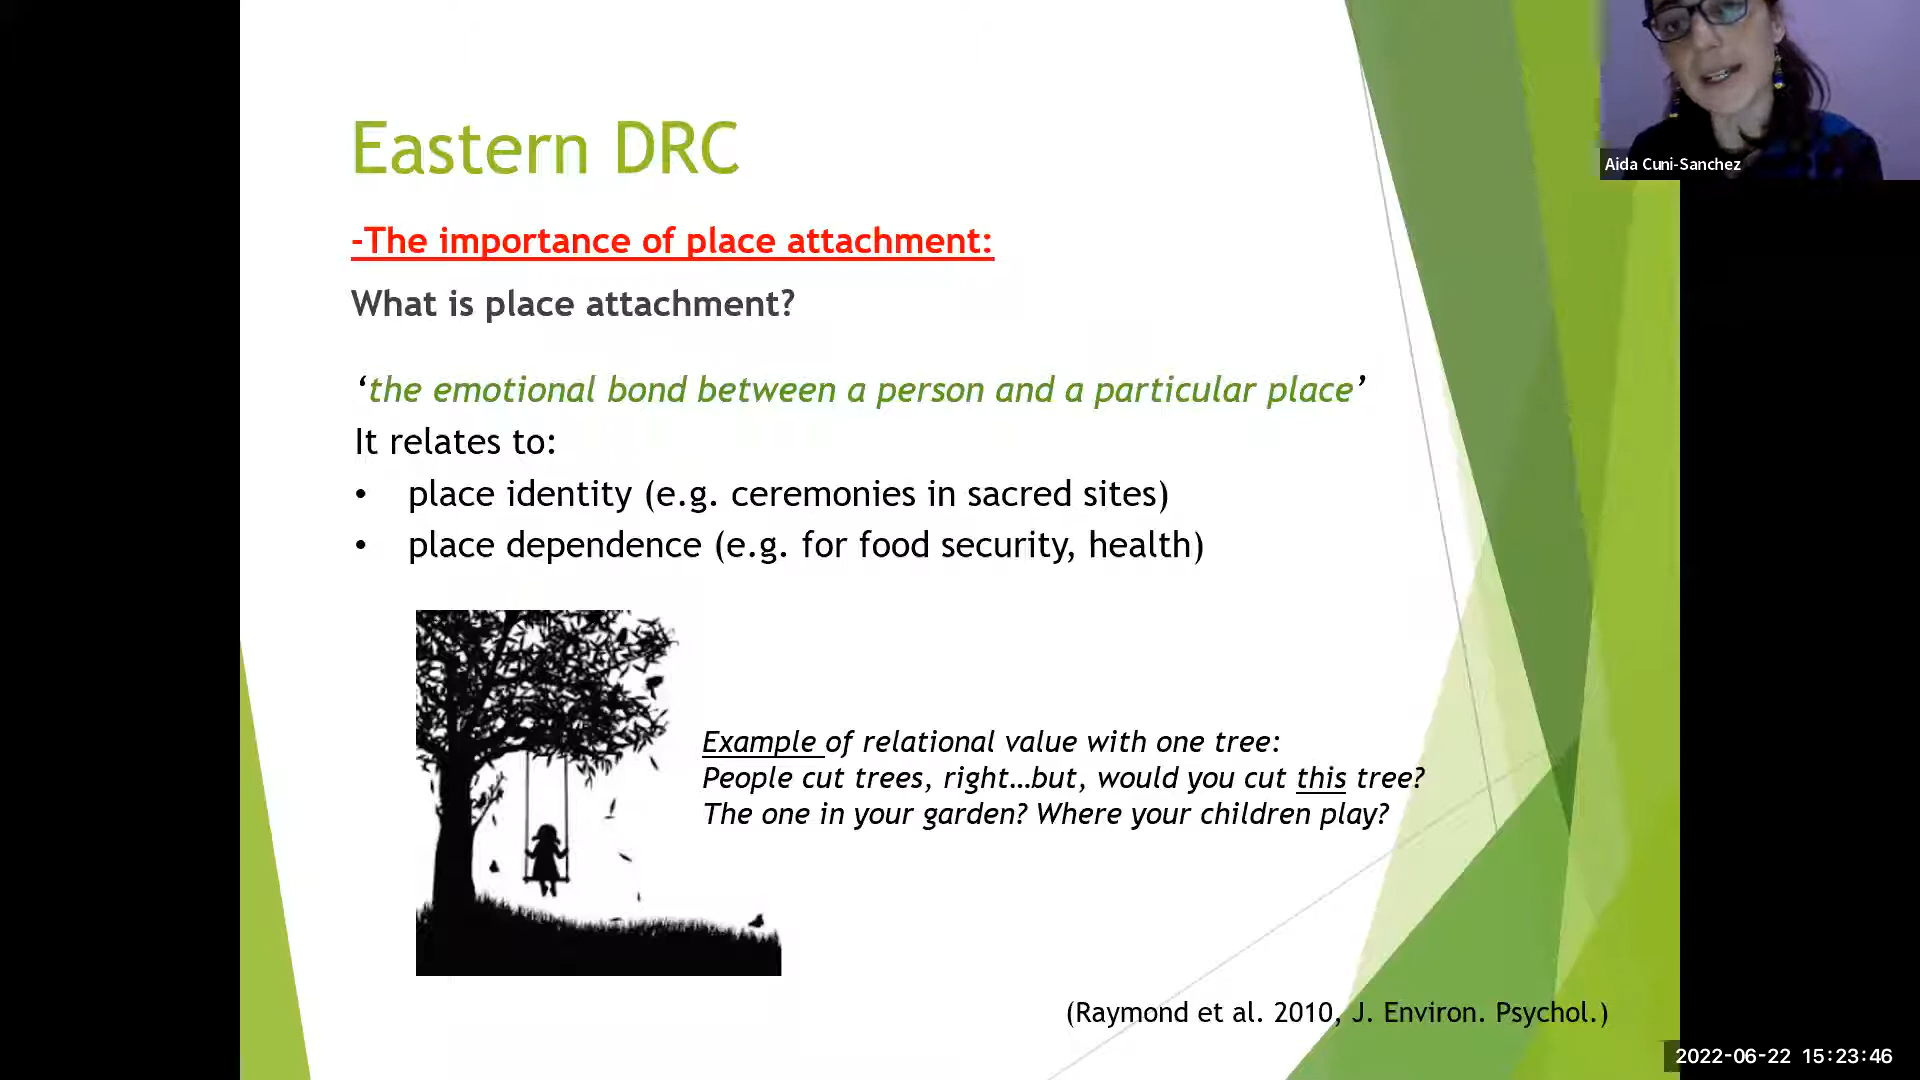 Eastern DRC
-The importance of place attachment:
What is place attachment?
‘the emotional bond between a person and a particular place’
It relates to:
• place identity (e.g. ceremonies in sacred sites)
• place dependence (e.g. for food security, health)
Example of relational value with one tree:
People cut trees, right…but, would you cut this tree?
The one in your garden? Where your children play?
(Raymond et al. 2010, J. Environ. Psychol.)
Aida Cuni-Sanchez
2022-06-22 15:23:46